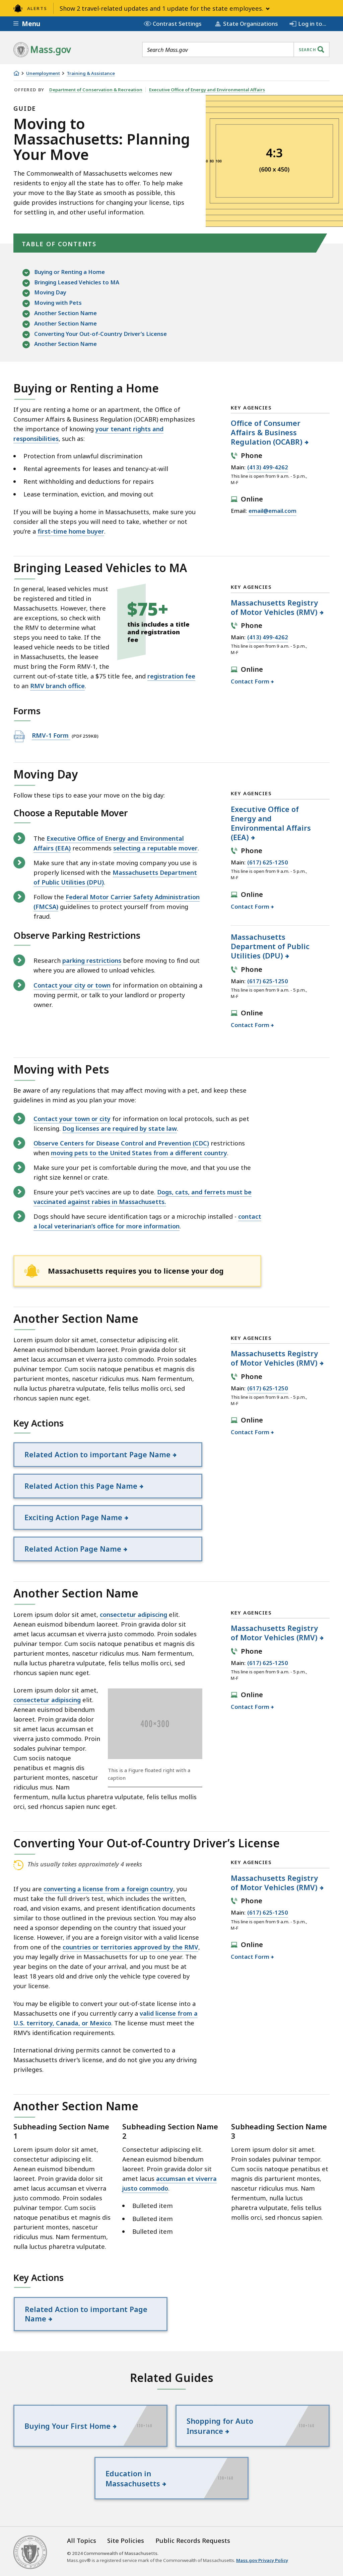 ALERTS Show 2 travel-related updates and 1 update for the state employees.
Menu Contrast Settings State Organizations Log in to...
Mass.gov Search Mass.gov SEARCH
Unemployment Training & Assistance
OFFERED BY Department of Conservation & Recreation Executive Office of Energy and Environmental Affairs
GUIDE
Moving to
Massachusetts: Planning
Your Move
The Commonwealth of Massachusetts welcomes new
residents of enjoying all the state has to offer. To help
make your move to the Bay State as smooth as possible, this
guide provides instructions for changing your license, tips
for settling in, and other useful information.
4:3
(600 x 450)
TABLE OF CONTENTS
Buying or Renting a Home
Bringing Leased Vehicles to MA
Moving Day
Moving with Pets
Another Section Name
Another Section Name
Converting Your Out-of-Country Driver's License
Another Section Name
Buying or Renting a Home
If you are renting a home or an apartment, the Office of
Consumer Affairs & Business Regulation (OCABR) emphasizes
the importance of knowing your tenant rights and
responsibilities, such as:
Protection from unlawful discrimination
Rental agreements for leases and tenancy-at-will
Rent withholding and deductions for repairs
Lease termination, eviction, and moving out
If you will be buying a home in Massachusetts, make sure you
know all of the steps you'll need to follow, and tips if
you're a first-time home buyer.
KEY AGENCIES
Office of Consumer
Affairs & Business
Regulation (OCABR)
Phone
Main: (413) 499-4262
This line is open from 9 a.m. - 5 p.m.,
M-F
Online
Email: email@email.com
Bringing Leased Vehicles to MA
In general, leased vehicles must
be registered and titled in
Massachusetts. However, there
are exceptions, so check with
the RMV to determine what
steps you need to take. If the
leased vehicle needs to be titled
in Massachusetts, the lessee
must bring the Form RMV-1, the
current out-of-state title, a $75 title fee, and registration fee
to an RMV branch office.
$75+
this includes a title
and registration
fee
Forms
RMV-1 Form (PDF 259KB)
KEY AGENCIES
Massachusetts Registry
of Motor Vehicles (RMV)
Phone
Main: (413) 499-4262
This line is open from 9 a.m. - 5 p.m.,
M-F
Online
Contact Form
Moving Day
Follow these tips to ease your move on the big day:
Choose a Reputable Mover
The Executive Office of Energy and Environmental
Affairs (EEA) recommends selecting a reputable mover.
Make sure that any in-state moving company you use is
properly licensed with the Massachusetts Department
of Public Utilities (DPU).
Follow the Federal Motor Carrier Safety Administration
(FMCSA) guidelines to protect yourself from moving
fraud.
Observe Parking Restrictions
Research parking restrictions before moving to find out
where you are allowed to unload vehicles.
Contact your city or town for information on obtaining a
moving permit, or talk to your landlord or property
owner.
KEY AGENCIES
Executive Office of
Energy and
Environmental Affairs
(EEA)
Phone
Main: (617) 625-1250
This line is open from 9 a.m. - 5 p.m.,
M-F
Online
Contact Form
Massachusetts
Department of Public
Utilities (DPU)
Phone
Main: (617) 625-1250
This line is open from 9 a.m. - 5 p.m.,
M-F
Online
Contact Form
Moving with Pets
Be aware of any regulations that may affect moving with a pet, and keep these
guidelines in mind as you plan your move:
Contact your town or city for information on local protocols, such as pet
licensing. Dog licenses are required by state law.
Observe Centers for Disease Control and Prevention (CDC) restrictions
when moving pets to the United States from a different country.
Make sure your pet is comfortable during the move, and that you use the
right size kennel or crate.
Ensure your pet's vaccines are up to date. Dogs, cats, and ferrets must be
vaccinated against rabies in Massachusetts.
Dogs should have secure identification tags or a microchip installed - contact
a local veterinarian's office for more information.
Massachusetts requires you to license your dog
Another Section Name
Lorem ipsum dolor sit amet, consectetur adipiscing elit.
Aenean euismod bibendum laoreet. Proin gravida dolor sit
amet lacus accumsan et viverra justo commodo. Proin
sodales pulvinar tempor. Cum sociis natoque penatibus et
magnis dis parturient montes, nascetur ridiculus mus. Nam fermentum,
nulla luctus pharetra vulputate, felis tellus mollis orci, sed
rhoncus sapien nunc eget.
Key Actions
Related Action to important Page Name
Related Action this Page Name
Exciting Action Page Name
Related Action Page Name
KEY AGENCIES
Massachusetts Registry
of Motor Vehicles (RMV)
Phone
Main: (617) 625-1250
This line is open from 9 a.m. - 5 p.m.,
M-F
Online
Contact Form
Another Section Name
Lorem ipsum dolor sit amet, consectetur adipiscing elit.
Aenean euismod bibendum laoreet. Proin gravida dolor sit
amet lacus accumsan et viverra justo commodo. Proin
sodales pulvinar tempor. Cum sociis natoque penatibus et
magnis dis parturient montes, nascetur ridiculus mus. Nam
fermentum, nulla luctus pharetra vulputate, felis tellus mollis orci, sed
rhoncus sapien nunc eget.
Lorem ipsum dolor sit amet,
consectetur adipiscing elit.
Aenean euismod bibendum
laoreet. Proin gravida dolor
sit amet lacus accumsan et
viverra justo commodo. Proin
sodales pulvinar tempor.
Cum sociis natoque
penatibus et magnis dis
parturient montes, nascetur
ridiculus mus. Nam
fermentum, nulla luctus pharetra vulputate, felis tellus mollis
orci, sed rhoncus sapien nunc eget.
400×300
This is a Figure floated right with a
caption
KEY AGENCIES
Massachusetts Registry
of Motor Vehicles (RMV)
Phone
Main: (617) 625-1250
This line is open from 9 a.m. - 5 p.m.,
M-F
Online
Contact Form
Converting Your Out-of-Country Driver's License
This usually takes approximately 4 weeks
If you are converting a license from a foreign country, you
must take the full driver's test, which includes the written,
road, and vision exams, and present identification documents
similar to those outlined in the previous section. You may also
need a sponsor depending on the country that issued your
license. However, if you are a foreign visitor with a valid license
from one of the countries or territories approved by the RMV,
you may legally drive in Massachusetts for up to one year. The
year begins on the date of your arrival, and you must be at
least 18 years old and drive only the vehicle type covered by
your license.
You may be eligible to convert your out-of-state license into a
Massachusetts one if you currently carry a valid license from a
U.S. territory, Canada, or Mexico. The license must meet the
RMV's identification requirements.
International driving permits cannot be converted to a
Massachusetts driver's license, and do not give you any driving
privileges.
KEY AGENCIES
Massachusetts Registry
of Motor Vehicles (RMV)
Phone
Main: (617) 625-1250
This line is open from 9 a.m. - 5 p.m.,
M-F
Online
Contact Form
Another Section Name
Subheading Section Name
1
Lorem ipsum dolor sit amet,
consectetur adipiscing elit.
Aenean euismod bibendum
laoreet. Proin gravida dolor sit
amet lacus accumsan et viverra
justo commodo. Proin sodales
pulvinar tempor. Cum sociis
natoque penatibus et magnis dis
parturient montes, nascetur
ridiculus mus. Nam fermentum,
nulla luctus pharetra vulputate.
Subheading Section Name
2
Consectetur adipiscing elicy.
Aenean euismod bibendum
laoreet. Proin gravida dolor sit
amet lacus accumsan et viverra
justo commodo.
Bulleted item
Bulleted item
Bulleted item
Subheading Section Name
3
Lorem ipsum dolor sit amet.
Proin sodales pulvinar tempor.
Cum sociis natoque penatibus et
magnis dis parturient montes,
nascetur ridiculus mus. Nam
fermentum, nulla luctus
pharetra vulputate, felis tellus
orci, sed rhoncus sapien.
Key Actions
Related Action to important Page
Name
Related Guides
Buying Your First Home
Shopping for Auto
Insurance
Education in
Massachusetts
All Topics Site Policies Public Records Requests
© 2024 Commonwealth of Massachusetts.
Mass.gov® is a registered service mark of the Commonwealth of Massachusetts. Mass.gov Privacy Policy